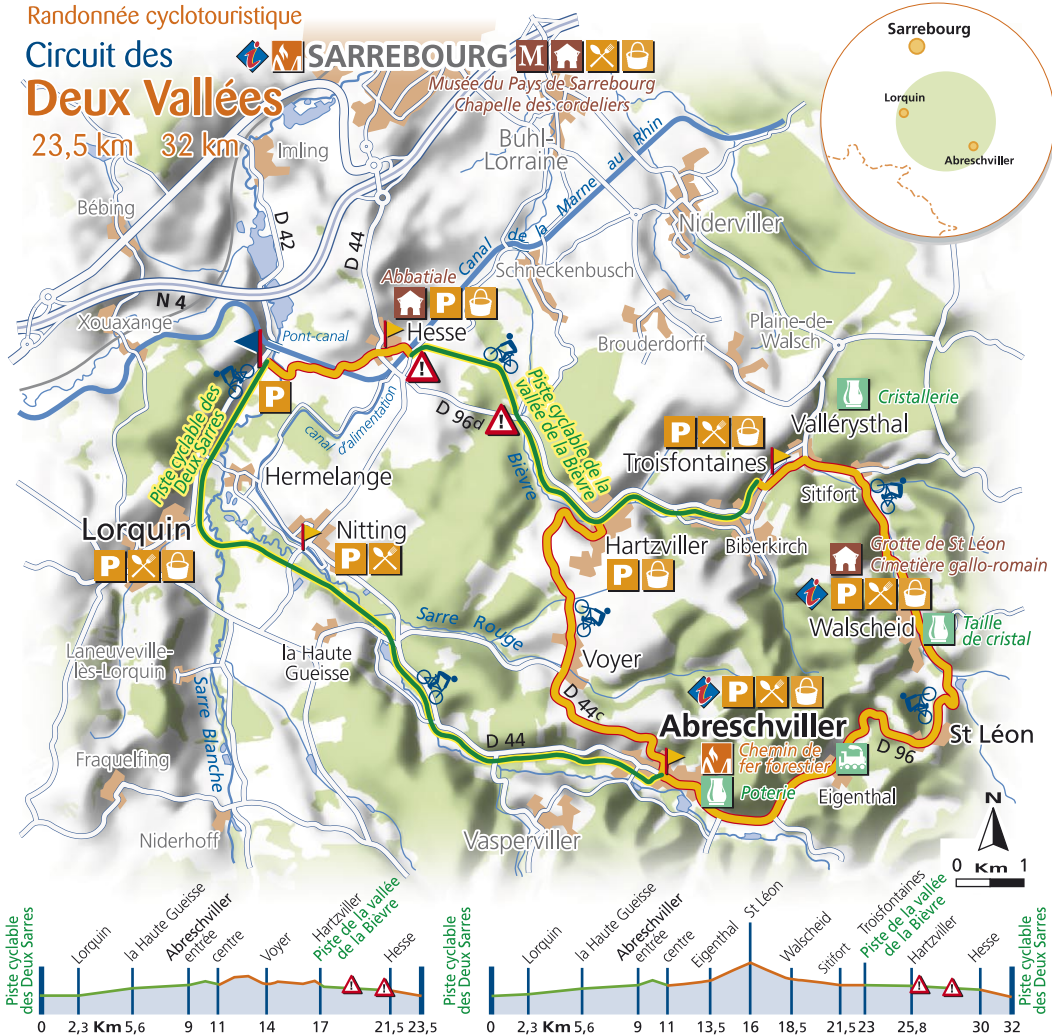 Randonnée cyclotouristique
Circuit des
Deux Vallées
23,5 km 32 km
i SARREBOURG M
Musée du Pays de Sarrebourg
Chapelle des cordeliers
Sarrebourg
Lorquin
Abreschviller
Imling
Buhl-
Lorraine
Bébing
D 42
D 44
Canal de la Marne au Rhin
Niderviller
Schneckenbusch
Abbatiale
P
N 4
Xouaxange
Pont-canal
Hesse
Brouderdorff
Plaine-de-
Walsch
P
!
Piste cyclable des
Deux Sarres
canal d'alimentation
D 96d
!
Bièvre
Piste cyclable de la
vallée de la Bièvre
Cristallerie
Vallérysthal
P
Troisfontaines
Hermelange
Sitifort
Lorquin
P
Nitting
P
Hartzviller
P
Biberkirch
Grotte de St Léon
Cimetière gallo-romain
i P
Walscheid
Taille
de cristal
Sarre Rouge
Laneuveville-
lès-Lorquin
la Haute
Gueisse
Voyer
Sarre Blanche
D 44c
i P
Abreschviller
St Léon
D 96
D 44
Chemin de
fer forestier
Poterie
Eigenthal
Fraquelfing
Niderhoff
Vasperviller
N
0 Km 1
Piste cyclable
des Deux Sarres
Lorquin
la Haute Gueisse
Abreschviller
entrée
centre
Voyer
Hartzviller
Piste de la vallée
de la Bièvre
Hesse
! !
0 2,3 Km 5,6 9 11 14 17 21,5 23,5
Piste cyclable
des Deux Sarres
Piste cyclable
des Deux Sarres
Lorquin
la Haute Gueisse
Abreschviller
entrée
centre
Eigenthal
St Léon
Walscheid
Sitifort
Troisfontaines
Piste de la vallée
de la Bièvre
Hartzviller
Hesse
! !
0 2,3 Km 5,6 9 11 13,5 16 18,5 21,5 23 25,8 30 32